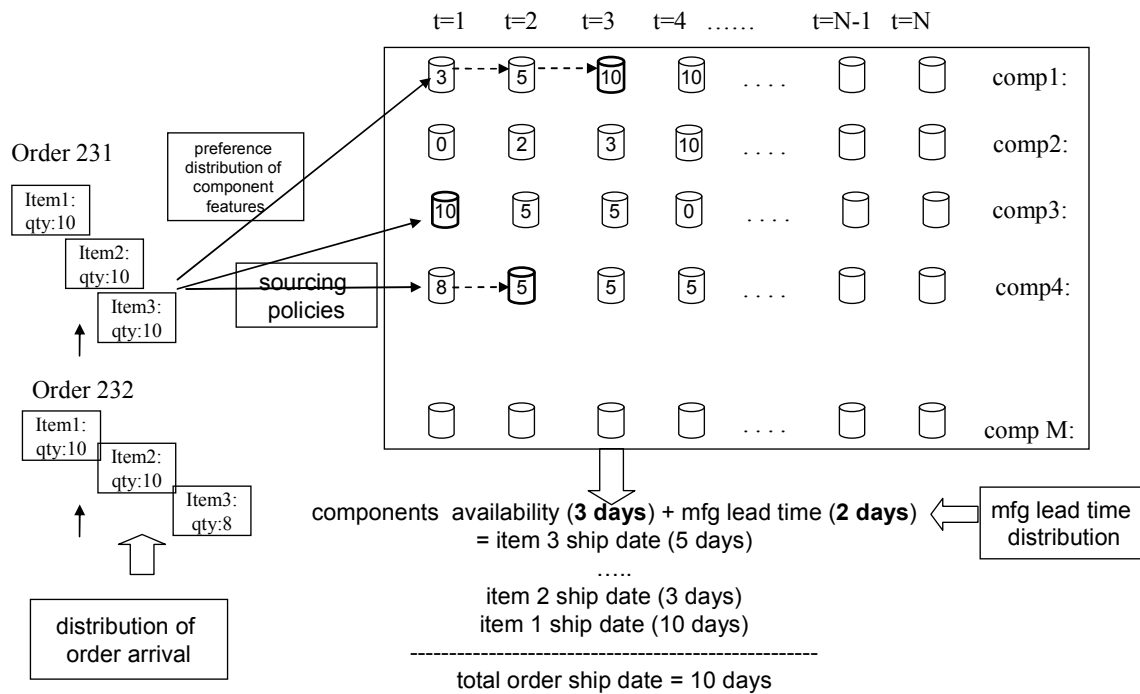 t=1 t=2 t=3 t=4 …… t=N-1 t=N
3 5 10 10 . . . . comp1:
0 2 3 10 . . . . comp2:
10 5 5 0 . . . . comp3:
8 5 5 5 . . . . comp4:
. . . . comp M:
Order 231
Item1:
qty:10
Item2:
qty:10
Item3:
qty:10
preference
distribution of
component
features
sourcing
policies
Order 232
Item1:
qty:10
Item2:
qty:10
Item3:
qty:8
distribution of
order arrival
components availability (3 days) + mfg lead time (2 days)
= item 3 ship date (5 days)
…..
item 2 ship date (3 days)
item 1 ship date (10 days)
----------------------------------------------------
total order ship date = 10 days
mfg lead time
distribution